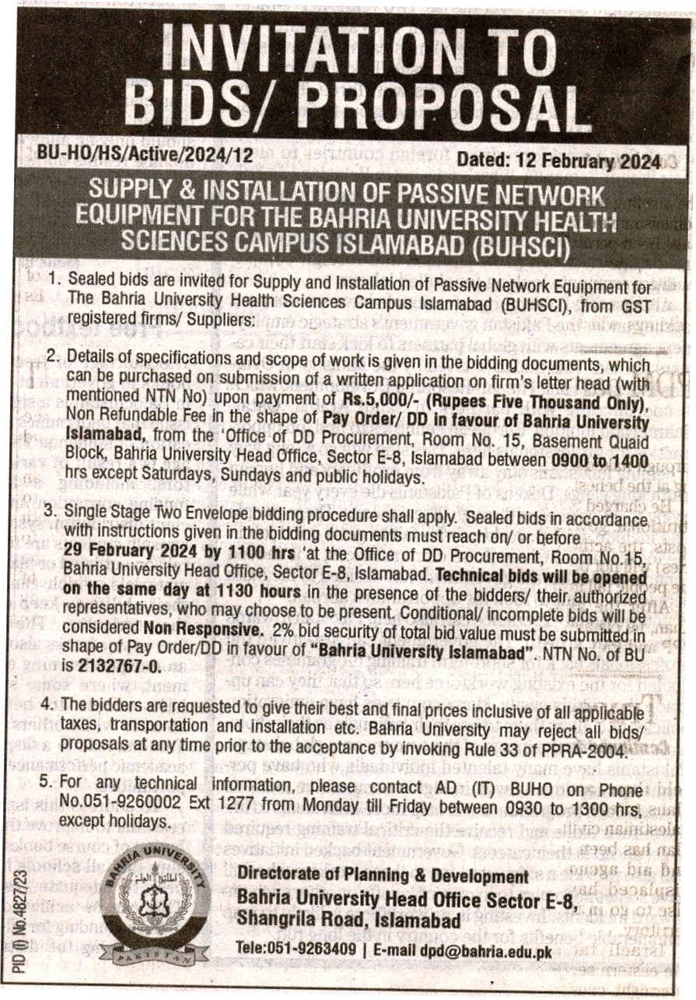 INVITATION TO
BIDS/ PROPOSAL
BU-HO/HS/Active/2024/12
Dated: 12 February 2024
SUPPLY & INSTALLATION OF PASSIVE NETWORK
EQUIPMENT FOR THE BAHRIA UNIVERSITY HEALTH
SCIENCES CAMPUS ISLAMABAD (BUHSCI)
1. Sealed bids are invited for Supply and Installation of Passive Network Equipment for
The Bahria University Health Sciences Campus Islamabad (BUHSCI), from GST
registered firms/ Suppliers:
2. Details of specifications and scope of work is given in the bidding documents, which
can be purchased on submission of a written application on firm's letter head (with
mentioned NTN No) upon payment of Rs.5,000/- (Rupees Five Thousand Only),
Non Refundable Fee in the shape of Pay Order/ DD in favour of Bahria University
Islamabad, from the 'Office of DD Procurement, Room No. 15, Basement Quaid
Block, Bahria University Head Office, Sector E-8, Islamabad between 0900 to 1400
hrs except Saturdays, Sundays and public holidays.
3. Single Stage Two Envelope bidding procedure shall apply. Sealed bids in accordance
with instructions given in the bidding documents must reach on/ or before
29 February 2024 by 1100 hrs 'at the Office of DD Procurement, Room No.15,
Bahria University Head Office, Sector E-8, Islamabad. Technical bids will be opened
on the same day at 1130 hours in the presence of the bidders/ their authorized
representatives, who may choose to be present. Conditional/ incomplete bids will be
considered Non Responsive. 2% bid security of total bid value must be submitted in
shape of Pay Order/DD in favour of "Bahria University Islamabad". NTN No. of BU
is 2132767-0.
4. The bidders are requested to give their best and final prices inclusive of all applicable
taxes, transportation and installation etc. Bahria University may reject all bids/
proposals at any time prior to the acceptance by invoking Rule 33 of PPRA-2004.
5. For any technical information, please contact AD (IT) BUHO on Phone
No.051-9260002 Ext 1277 from Monday till Friday between 0930 to 1300 hrs,
except holidays.
BAHRIA UNIVERSITY
PAKISTAN
Directorate of Planning & Development
Bahria University Head Office Sector E-8,
Shangrila Road, Islamabad
Tele:051-9263409 | E-mail dpd@bahria.edu.pk
PID (I) No.4827/23